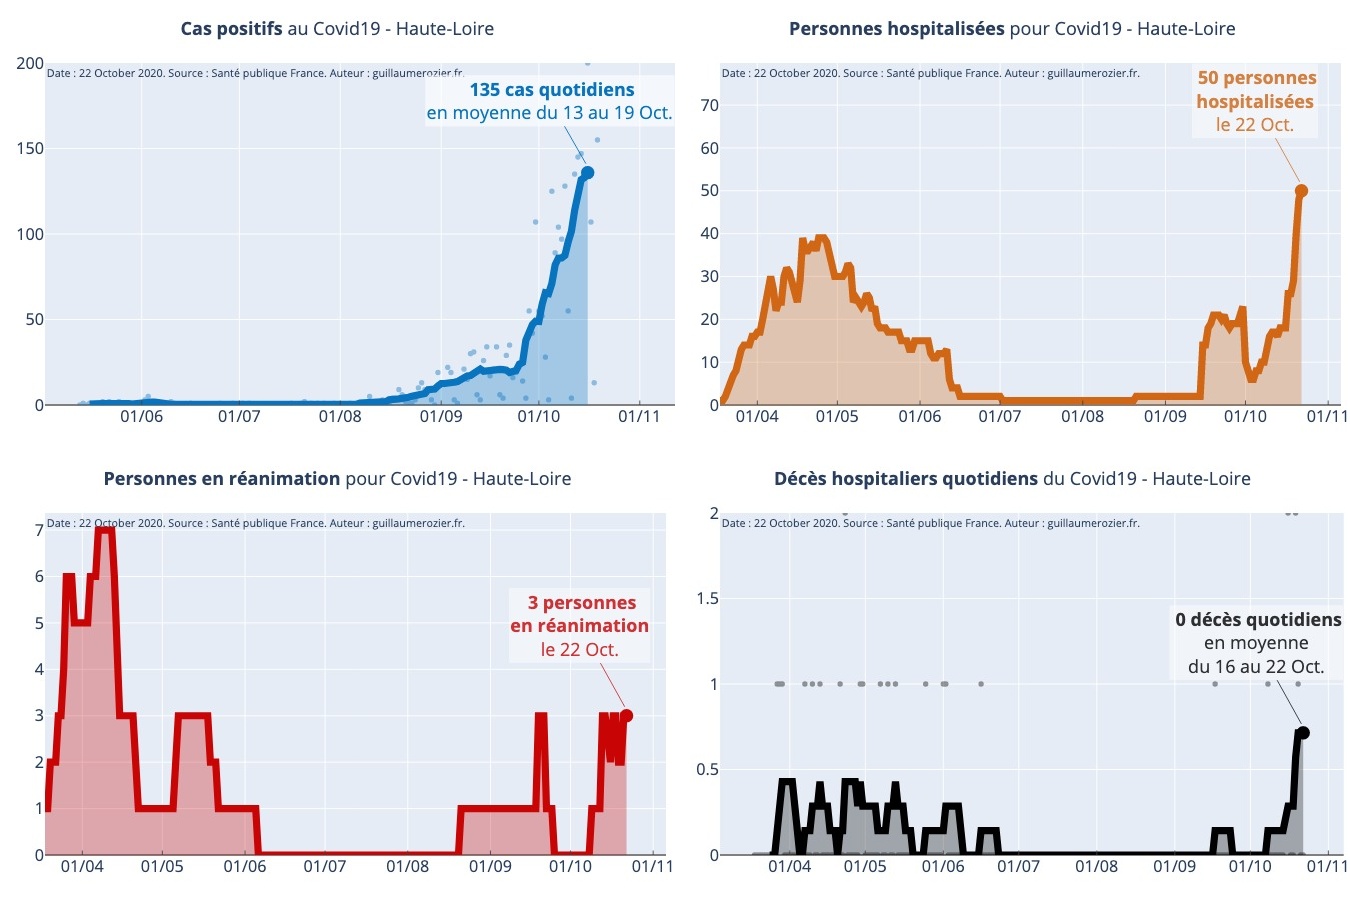 Cas positifs au Covid19 - Haute-Loire
200
Date : 22 October 2020. Source : Santé publique France. Auteur : guillaumerozier.fr.
135 cas quotidiens
en moyenne du 13 au 19 Oct.
150
100
50
0
01/06
01/07
01/08
01/09
01/10
01/11
Personnes hospitalisées pour Covid19 - Haute-Loire
Date : 22 October 2020. Source : Santé publique France. Auteur : guillaumerozier.fr.
50 personnes
hospitalisées
le 22 Oct.
70
60
50
40
30
20
10
0
01/04
01/05
01/06
01/07
01/08
01/09
01/10
01/11
Personnes en réanimation pour Covid19 - Haute-Loire
Date : 22 October 2020. Source : Santé publique France. Auteur : guillaumerozier.fr.
7
6
3 personnes
en réanimation
le 22 Oct.
5
4
3
2
1
0
01/04
01/05
01/06
01/07
01/08
01/09
01/10
01/11
Décès hospitaliers quotidiens du Covid19 - Haute-Loire
2
Date : 22 October 2020. Source : Santé publique France. Auteur : guillaumerozier.fr.
1.5
0 décès quotidiens
en moyenne
du 16 au 22 Oct.
1
0.5
0
01/04
01/05
01/06
01/07
01/08
01/09
01/10
01/11